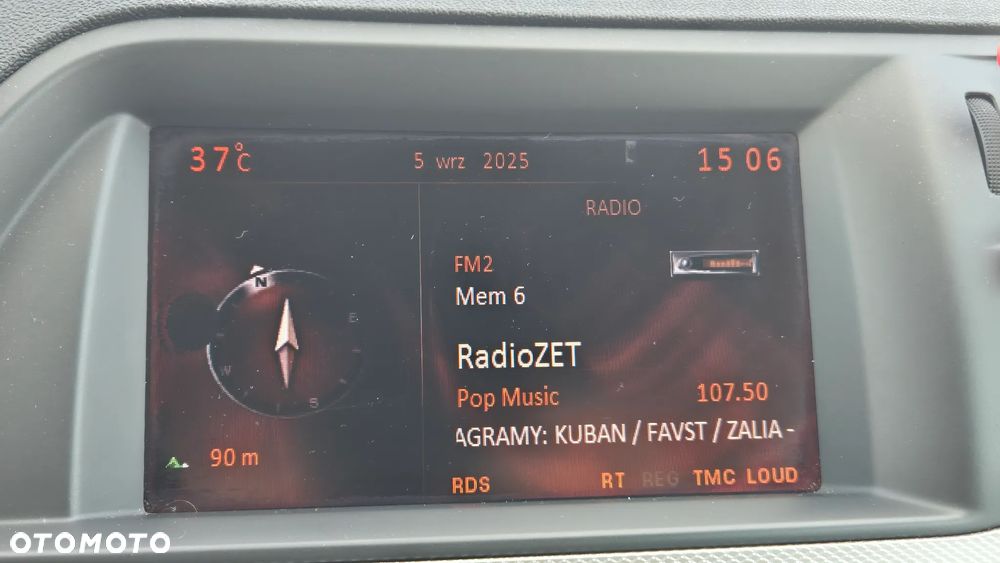 37°C 5 wrz 2025 15 06
RADIO
FM2
Mem 6
RadioZET
Pop Music 107.50
AGRAMY: KUBAN / FAVST / ZALIA -
N
E
W
S
90 m
RDS RT REG TMC LOUD
OTOMOTO